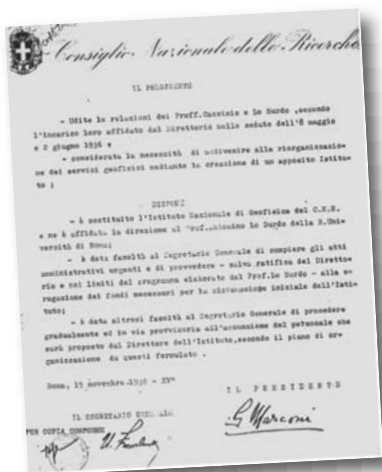 Consiglio Nazionale delle Ricerche
IL PRESIDENTE
- Udite le relazioni dei Proff. Cassinis e Lo Surdo ,secondo
l'incarico loro affidato dal Direttorio nelle sedute dell'8 maggio
e 2 giugno 1936 ;
- considerata la necessità di addivenire alla riorganizzazio-
ne dei servizi geofisici mediante la creazione di un apposito Istitu-
to ;
DISPONE
- è costituito l'Istituto Nazionale di Geofisica del C.N.R.
e ne è affidata la direzione al Prof. Antonino Lo Surdo della R.Uni-
versità di Roma;
- è data facoltà al Segretario Generale di compiere gli atti
amministrativi urgenti e di provvedere - salva ratifica del Diretto-
rio e nei limiti del programma elaborato dal Prof.Lo Surdo - alla e-
rogazione dei fondi necessari per la sistemazione iniziale dell'Isti-
tuto;
- è data altresì facoltà al Segretario Generale di procedere
gradualmente ed in via provvisoria all'assunzione del personale che
sarà proposto dal Direttore dell'Istituto,secondo il piano di or-
ganizzazione da questi formulato .
Roma, 15 novembre 1936 - XV°
IL PRESIDENTE
IL SEGRETARIO GENERALE
G Marconi
PER COPIA CONFORME